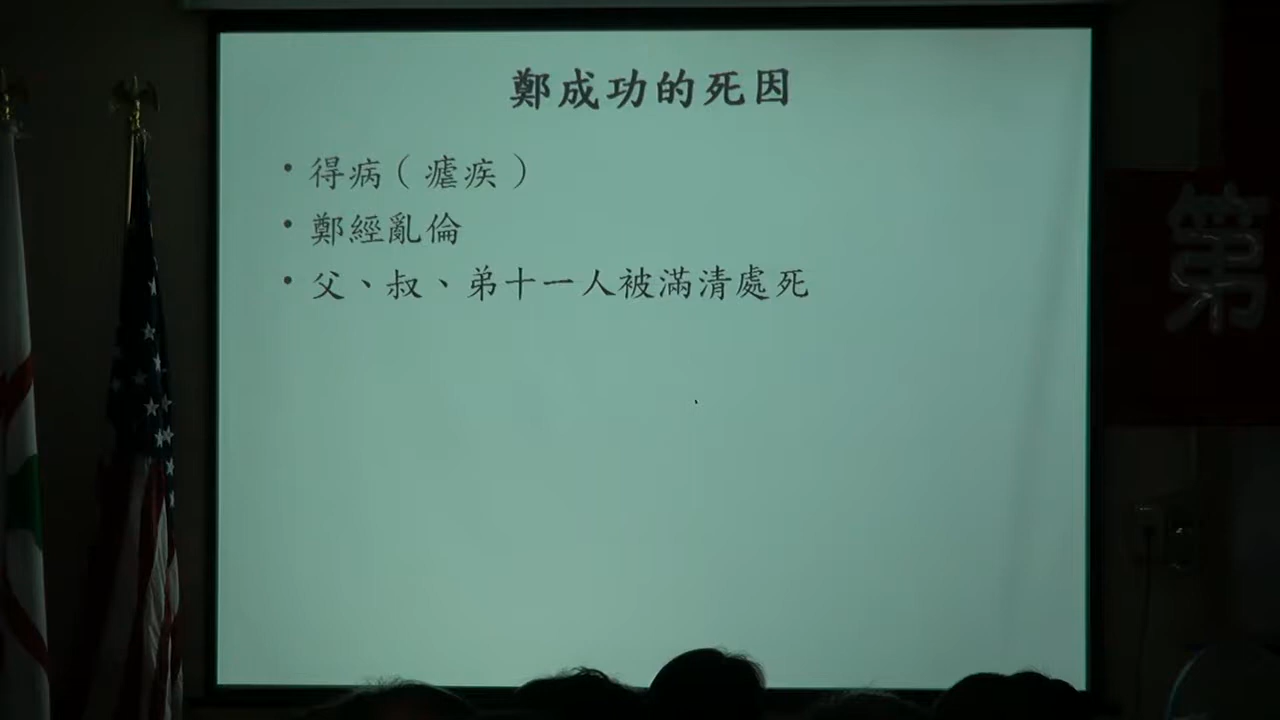 鄭成功的死因
• 得病（瘧疾）
• 鄭經亂倫
• 父、叔、弟十一人被滿清處死
第